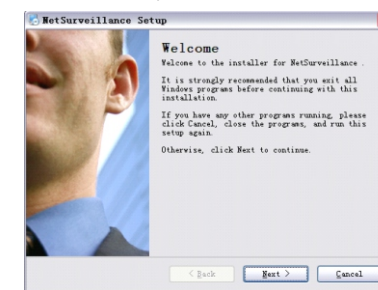 NetSurveillance Setup
Welcome
Welcome to the installer for NetSurveillance .
It is strongly recommended that you exit all
Windows programs before continuing with this
installation.
If you have any other programs running, please
click Cancel, close the programs, and run this
setup again.
Otherwise, click Next to continue.
< Back
Next >
Cancel